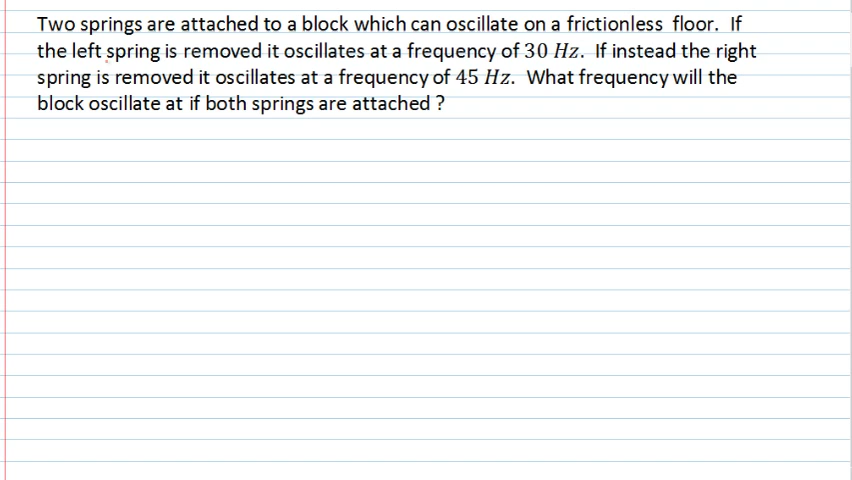 Two springs are attached to a block which can oscillate on a frictionless floor. If
the left spring is removed it oscillates at a frequency of 30 Hz. If instead the right
spring is removed it oscillates at a frequency of 45 Hz. What frequency will the
block oscillate at if both springs are attached ?